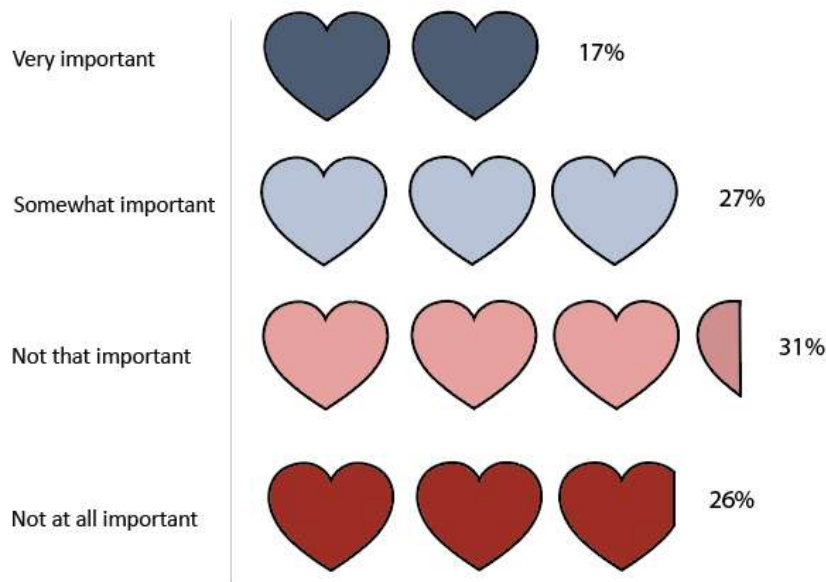 Very important
17%
Somewhat important
27%
Not that important
31%
Not at all important
26%